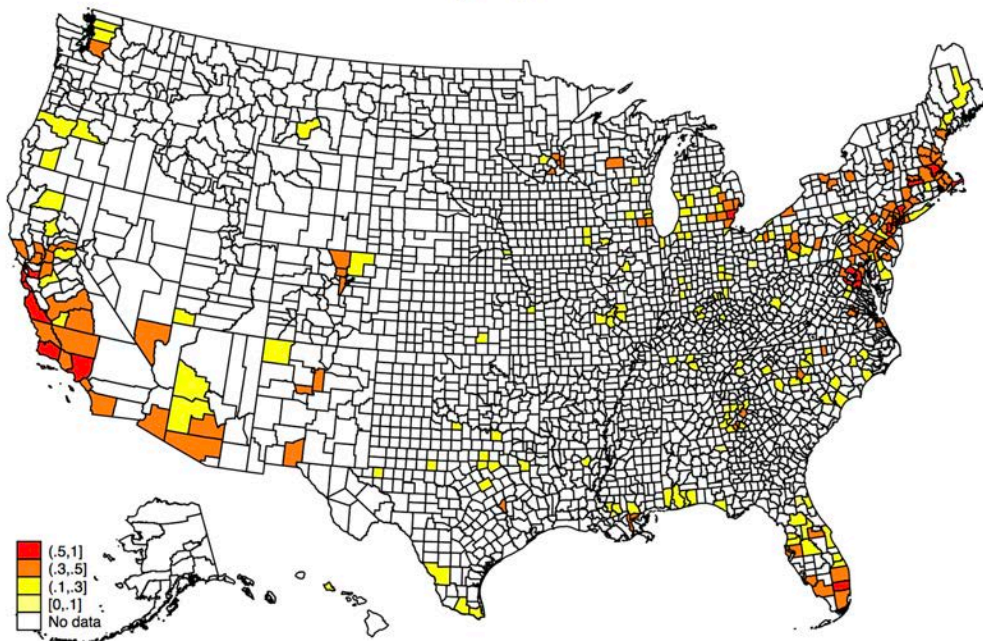 (.5,1]
(.3,.5]
(.1,.3]
[0,.1]
No data